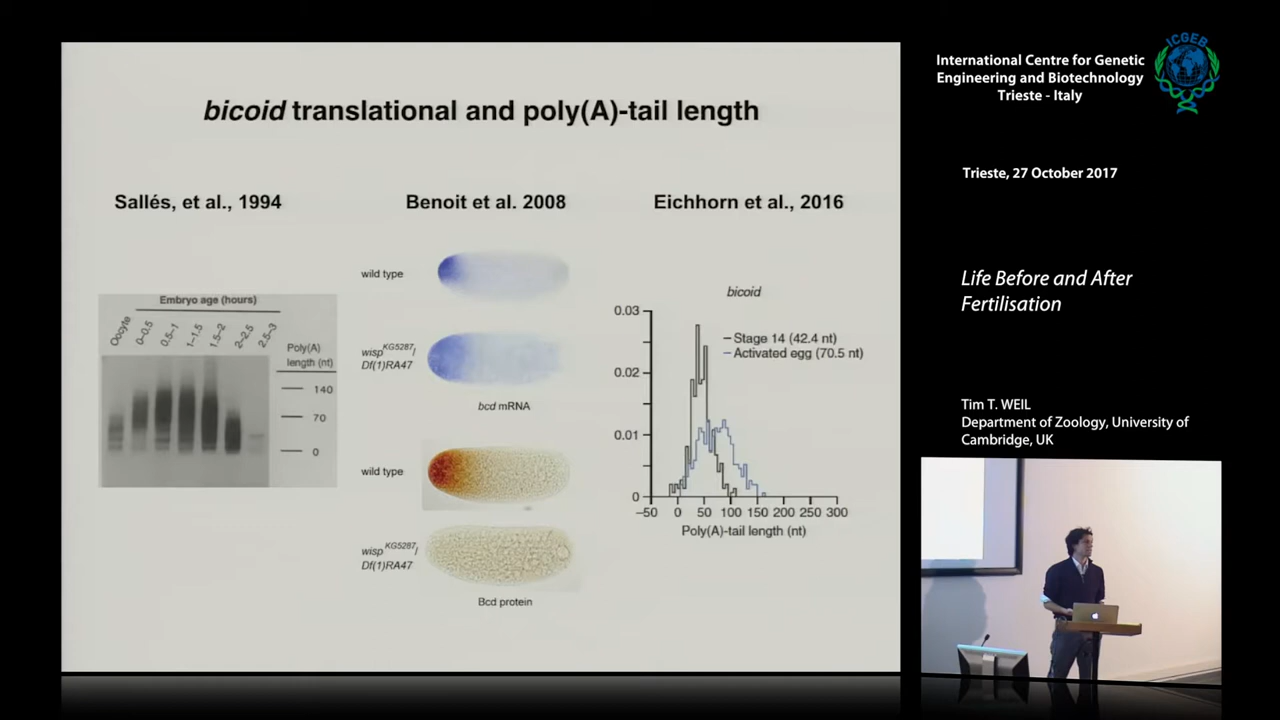 bicoid translational and poly(A)-tail length
Sallés, et al., 1994
Embryo age (hours)
Oocyte
0–0.5
0.5–1
1–1.5
1.5–2
2–2.5
2.5–3
Poly(A)
length (nt)
140
70
0
Benoit et al. 2008
wild type
wisp KG5287/
Df(1)RA47
bcd mRNA
wild type
wisp KG5287/
Df(1)RA47
Bcd protein
Eichhorn et al., 2016
bicoid
0.03
0.02
0.01
0
Stage 14 (42.4 nt)
Activated egg (70.5 nt)
–50 0 50 100 150 200 250 300
Poly(A)-tail length (nt)
International Centre for Genetic
Engineering and Biotechnology
Trieste - Italy
ICGEB
Trieste, 27 October 2017
Life Before and After
Fertilisation
Tim T. WEIL
Department of Zoology, University of
Cambridge, UK